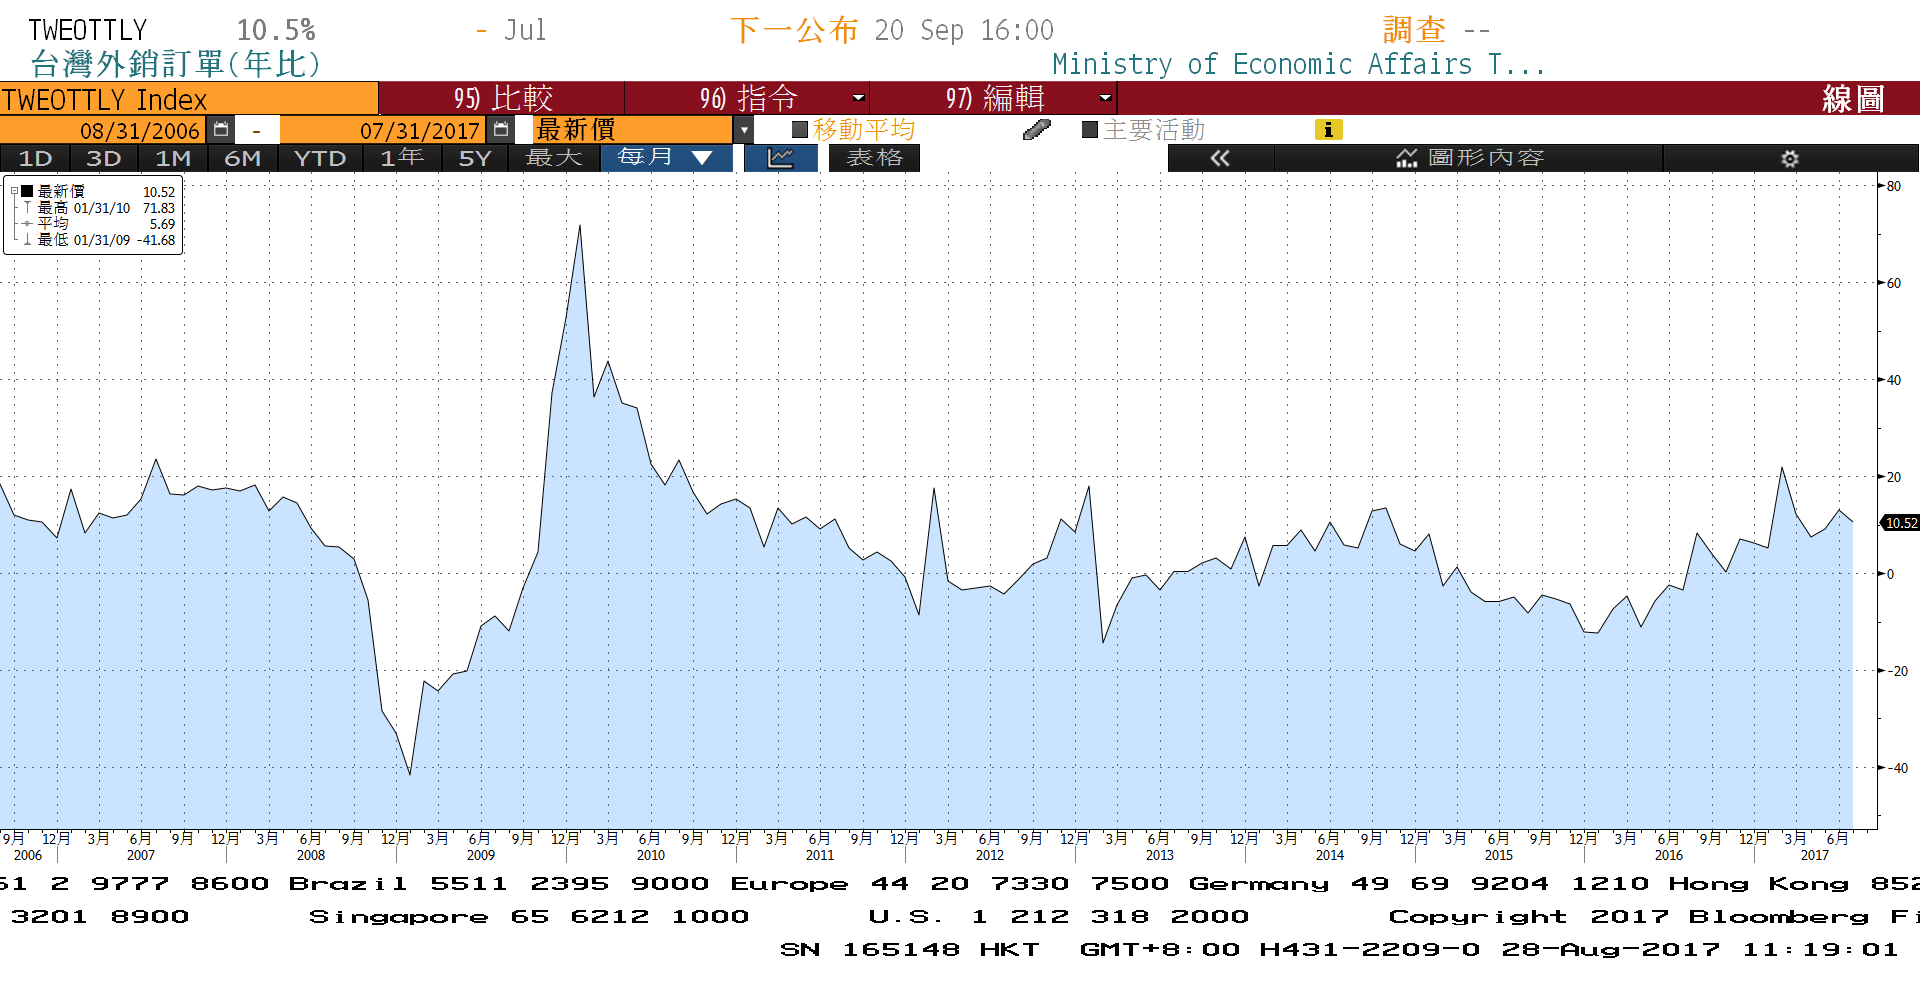 TWEOTTLY 10.5% - Jul 下一公布 20 Sep 16:00 調查 --
台灣外銷訂單(年比) Ministry of Economic Affairs T...
TWEOTTLY Index 95) 比較 96) 指令 97) 編輯 線圖
08/31/2006 - 07/31/2017 最新價 移動平均 主要活動 i
1D 3D 1M 6M YTD 1年 5Y 最大 每月 ▼ 表格 « 圖形內容
最新價 10.52
最高 01/31/10 71.83
平均 5.69
最低 01/31/09 -41.68
80
60
40
20
10.52
0
-20
-40
9月 12月 3月 6月 9月 12月 3月 6月 9月 12月 3月 6月 9月 12月 3月 6月 9月 12月 3月 6月 9月 12月 3月 6月 9月 12月 3月 6月 9月 12月 3月 6月 9月 12月 3月 6月 9月 12月 3月 6月 9月 12月 3月 6月
2006 2007 2008 2009 2010 2011 2012 2013 2014 2015 2016 2017
61 2 9777 8600 Brazil 5511 2395 9000 Europe 44 20 7330 7500 Germany 49 69 9204 1210 Hong Kong 852
3201 8900 Singapore 65 6212 1000 U.S. 1 212 318 2000 Copyright 2017 Bloomberg Fi
SN 165148 HKT GMT+8:00 H431-2209-0 28-Aug-2017 11:19:01